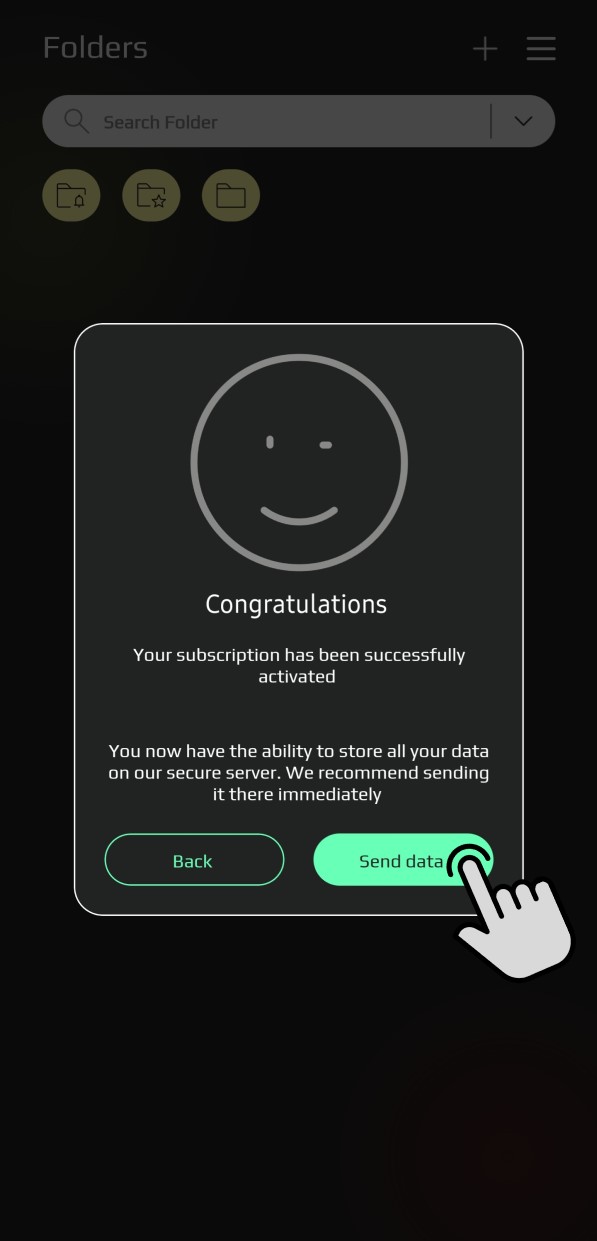 Folders
Search Folder
Congratulations
Your subscription has been successfully
activated
You now have the ability to store all your data
on our secure server. We recommend sending
it there immediately
Back
Send data